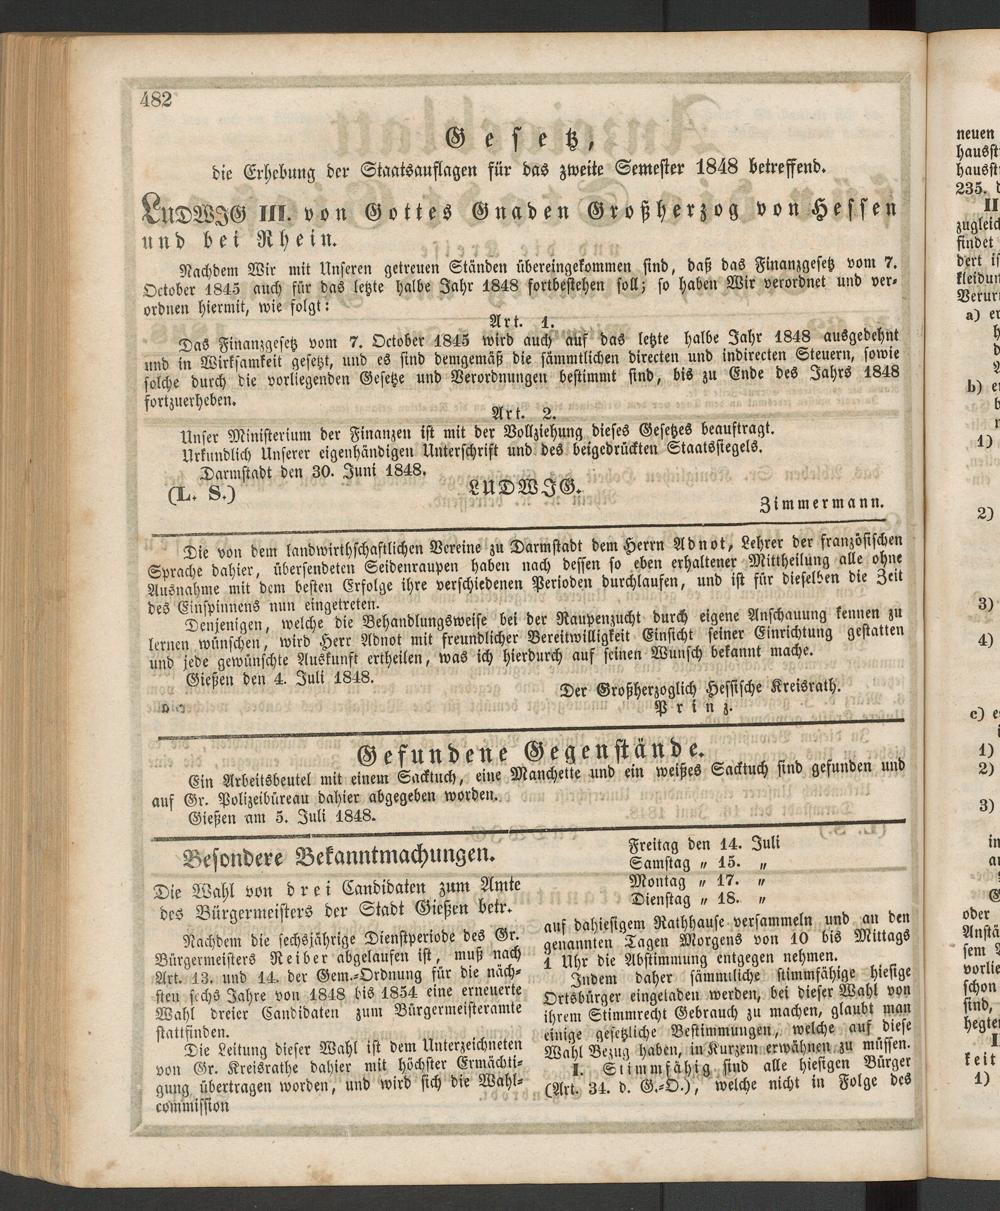 482
Gesetz,
die Erhebung der Staatsauflagen für das zweite Semester 1848 betreffend.
LUDWIG III. von Gottes Gnaden Großherzog von Hessen
und bei Rhein.
Nachdem Wir mit Unseren getreuen Ständen übereingekommen sind, daß das Finanzgesetz vom 7.
October 1845 auch für das letzte halbe Jahr 1848 fortbestehen soll; so haben Wir verordnet und ver-
ordnen hiermit, wie folgt:
Art. 1.
Das Finanzgesetz vom 7. October 1845 wird auch auf das letzte halbe Jahr 1848 ausgedehnt
und in Wirksamkeit gesetzt, und es sind demgemäß die sämmtlichen directen und indirecten Steuern, sowie
solche durch die vorliegenden Gesetze und Verordnungen bestimmt sind, bis zu Ende des Jahrs 1848
fortzuerheben.
Art. 2.
Unser Ministerium der Finanzen ist mit der Vollziehung dieses Gesetzes beauftragt.
Urkundlich Unserer eigenhändigen Unterschrift und des beigedrückten Staatssiegels.
Darmstadt den 30. Juni 1848.
(L. S.) LUDWIG.
Zimmermann.
Die von dem landwirthschaftlichen Vereine zu Darmstadt dem Herrn Adnot, Lehrer der französischen
Sprache dahier, übersendeten Seidenraupen haben nach dessen so eben erhaltener Mittheilung alle ohne
Ausnahme mit dem besten Erfolge ihre verschiedenen Perioden durchlaufen, und ist für dieselben die Zeit
des Einspinnens nun eingetreten.
Denjenigen, welche die Behandlungsweise bei der Raupenzucht durch eigene Anschauung kennen zu
lernen wünschen, wird Herr Adnot mit freundlicher Bereitwilligkeit Einsicht seiner Einrichtung gestatten
und jede gewünschte Auskunft ertheilen, was ich hierdurch auf seinen Wunsch bekannt mache.
Gießen den 4. Juli 1848.
Der Großherzoglich Hessische Kreisrath.
Prinz.
Gefundene Gegenstände.
Ein Arbeitsbeutel mit einem Sacktuch, eine Manchette und ein weißes Sacktuch sind gefunden und
auf Gr. Polizeibüreau dahier abgegeben worden.
Gießen am 5. Juli 1848.
Besondere Bekanntmachungen.
Die Wahl von drei Candidaten zum Amte
des Bürgermeisters der Stadt Gießen betr.
Nachdem die sechsjährige Dienstperiode des Gr.
Bürgermeisters Reiber abgelaufen ist, muß nach
Art. 13. und 14. der Gem.-Ordnung für die näch-
sten sechs Jahre von 1848 bis 1854 eine erneuerte
Wahl dreier Candidaten zum Bürgermeisteramte
stattfinden.
Die Leitung dieser Wahl ist dem Unterzeichneten
von Gr. Kreisrathe dahier mit höchster Ermächti-
gung übertragen worden, und wird sich die Wahl-
commission
Freitag den 14. Juli
Samstag „ 15. „
Montag „ 17. „
Dienstag „ 18. „
auf dahiesigem Rathhause versammeln und an den
genannten Tagen Morgens von 10 bis Mittags
1 Uhr die Abstimmung entgegen nehmen.
Indem daher sämmtliche stimmfähige hiesige
Ortsbürger eingeladen werden, bei dieser Wahl von
ihrem Stimmrecht Gebrauch zu machen, glaubt man
einige gesetzliche Bestimmungen, welche auf diese
Wahl Bezug haben, in Kurzem erwähnen zu müssen.
I. Stimmfähig sind alle hiesigen Bürger
(Art. 34. d. G.-O.), welche nicht in Folge des
neuen
235.
II
zugleich
findet
a)
b)
1)
2)
3)
4)
c)
1)
2)
3)
oder
schon
sind,
1)